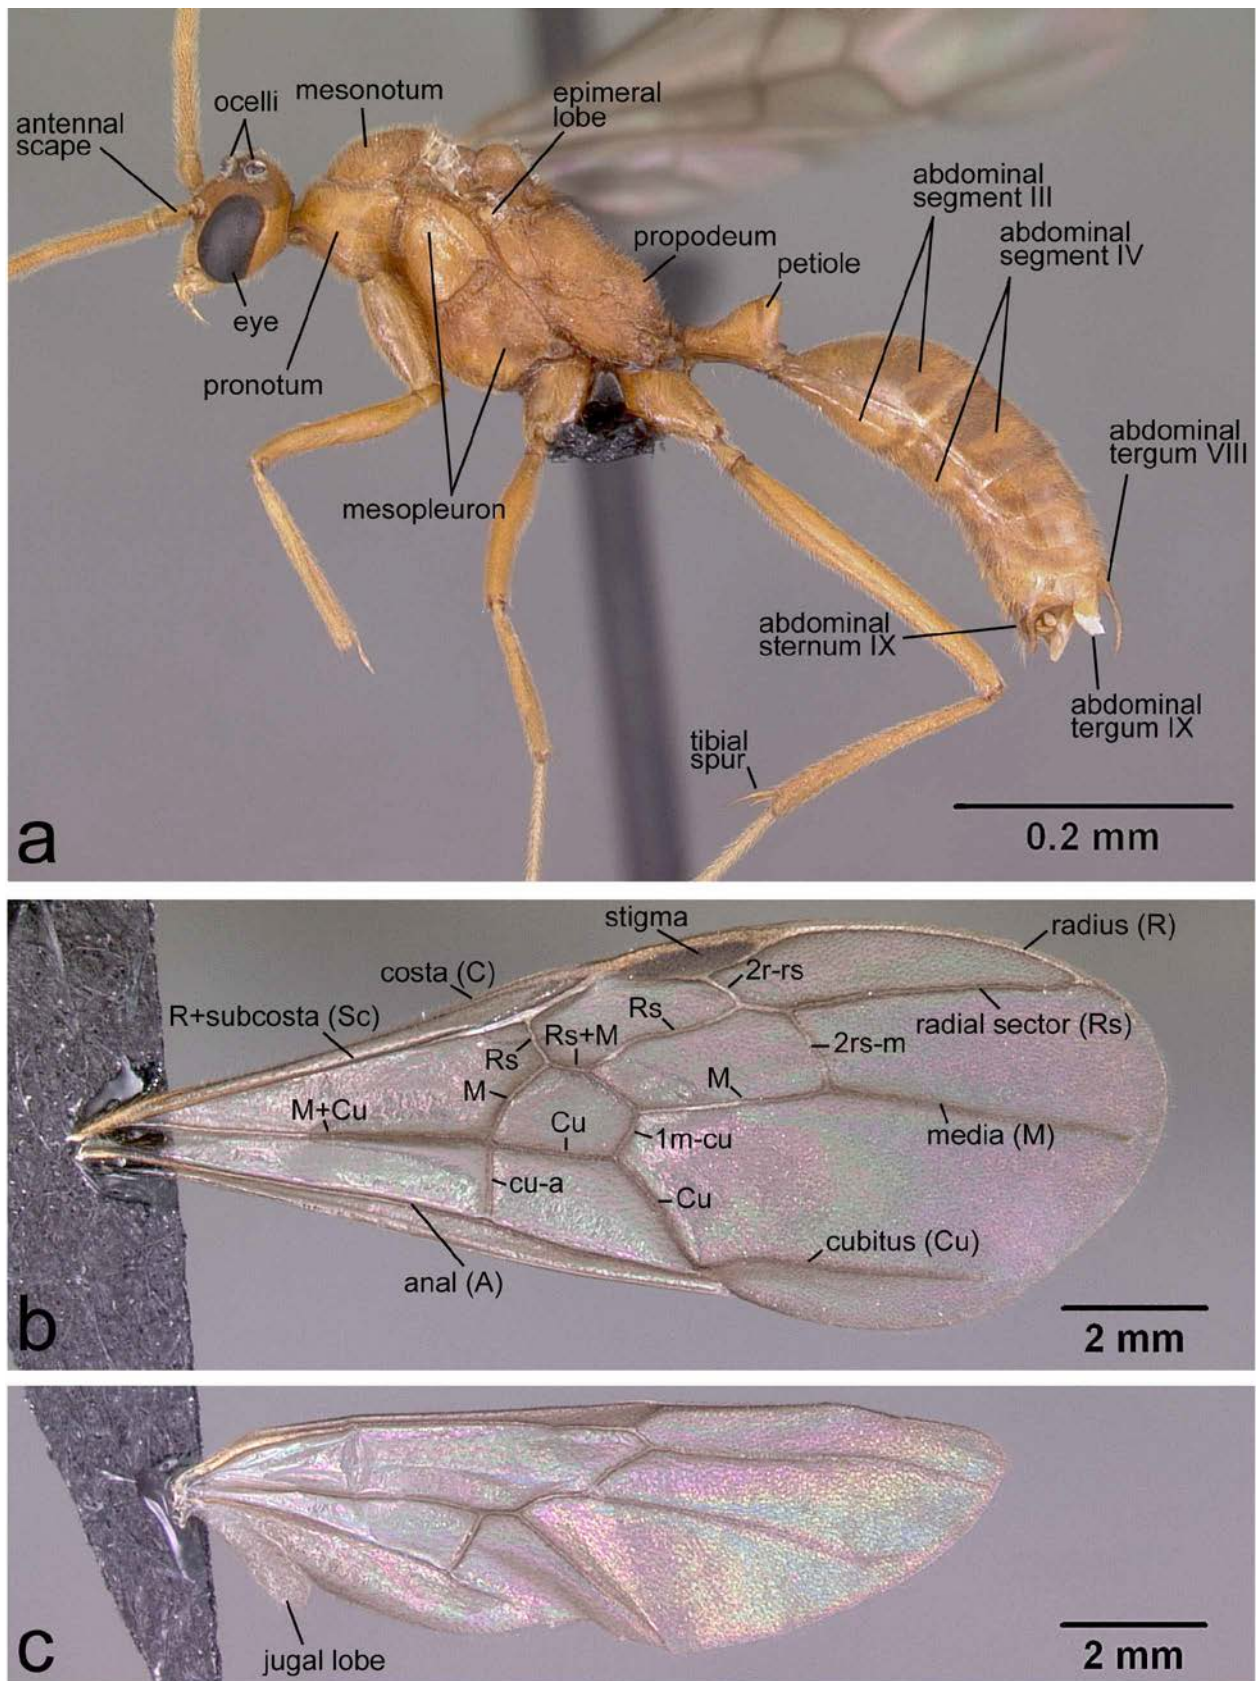 antennal
scape
ocelli
mesonotum
epimeral
lobe
abdominal
segment III
abdominal
segment IV
propodeum
petiole
eye
pronotum
mesopleuron
abdominal
tergum VIII
abdominal
sternum IX
abdominal
tergum IX
tibial
spur
0.2 mm
a
stigma
radius (R)
costa (C)
2r-rs
R+subcosta (Sc)
Rs
radial sector (Rs)
Rs+M
Rs
2rs-m
M
M
M+Cu
Cu
1m-cu
media (M)
cu-a
Cu
cubitus (Cu)
anal (A)
2 mm
b
jugal lobe
2 mm
c